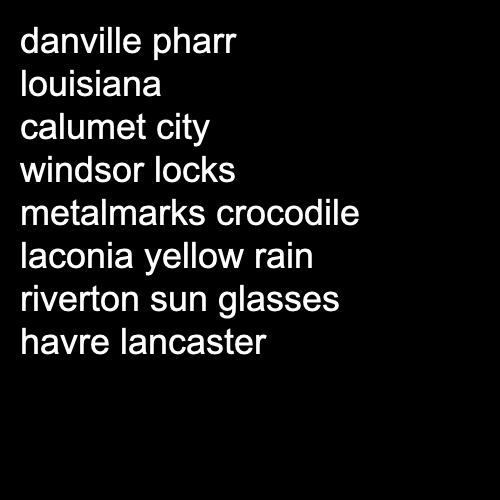 danville pharr
louisiana
calumet city
windsor locks
metalmarks crocodile
laconia yellow rain
riverton sun glasses
havre lancaster